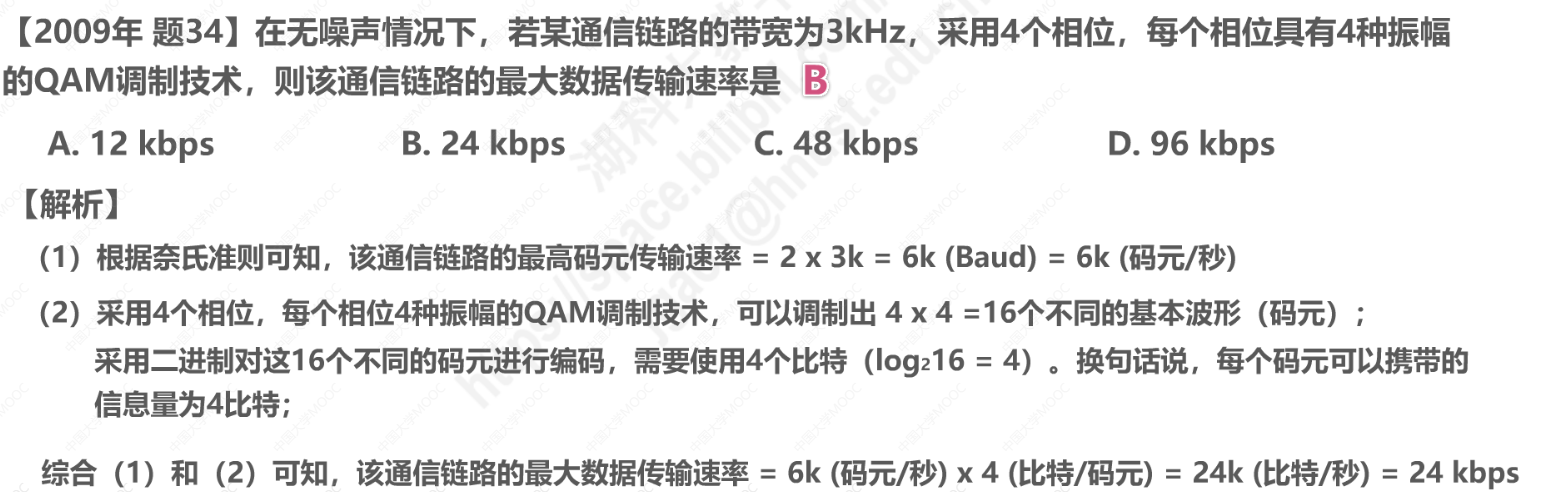 【2009年 题34】在无噪声情况下，若某通信链路的带宽为3kHz，采用4个相位，每个相位具有4种振幅
的QAM调制技术，则该通信链路的最大数据传输速率是 B
A. 12 kbps B. 24 kbps C. 48 kbps D. 96 kbps
【解析】
（1）根据奈氏准则可知，该通信链路的最高码元传输速率 = 2 x 3k = 6k (Baud) = 6k (码元/秒)
（2）采用4个相位，每个相位4种振幅的QAM调制技术，可以调制出 4 x 4 =16个不同的基本波形（码元）；
采用二进制对这16个不同的码元进行编码，需要使用4个比特（log₂16 = 4）。换句话说，每个码元可以携带的
信息量为4比特；
综合（1）和（2）可知，该通信链路的最大数据传输速率 = 6k (码元/秒) x 4 (比特/码元) = 24k (比特/秒) = 24 kbps
中国大学MOOC